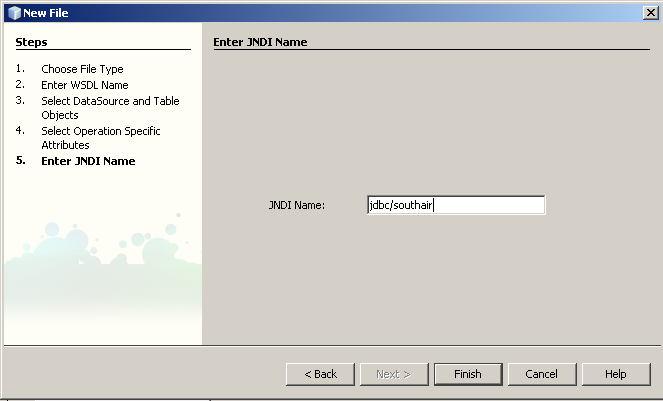 New File
Steps
1. Choose File Type
2. Enter WSDL Name
3. Select DataSource and Table
Objects
4. Select Operation Specific
Attributes
5. Enter JNDI Name
Enter JNDI Name
JNDI Name: jdbc/southair
< Back Next > Finish Cancel Help